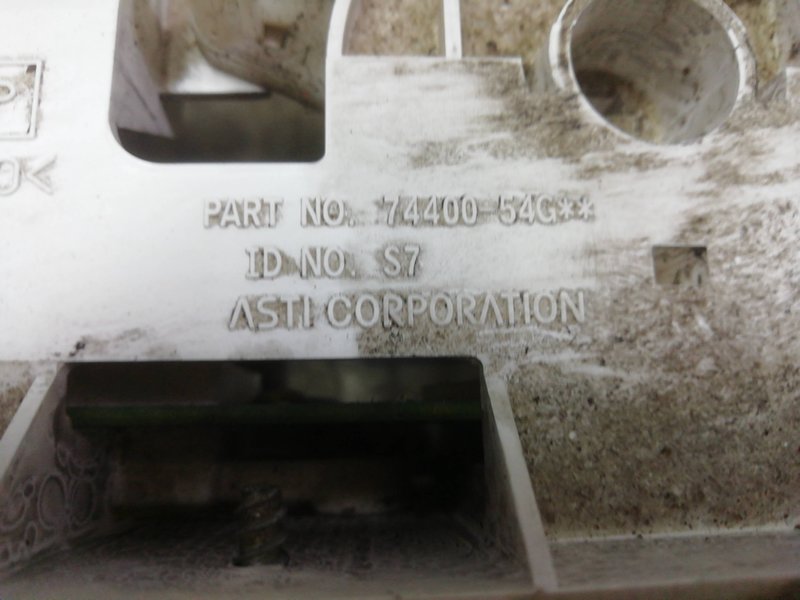 PART NO. 74400-54G**
ID NO. S7
ASTI CORPORATION